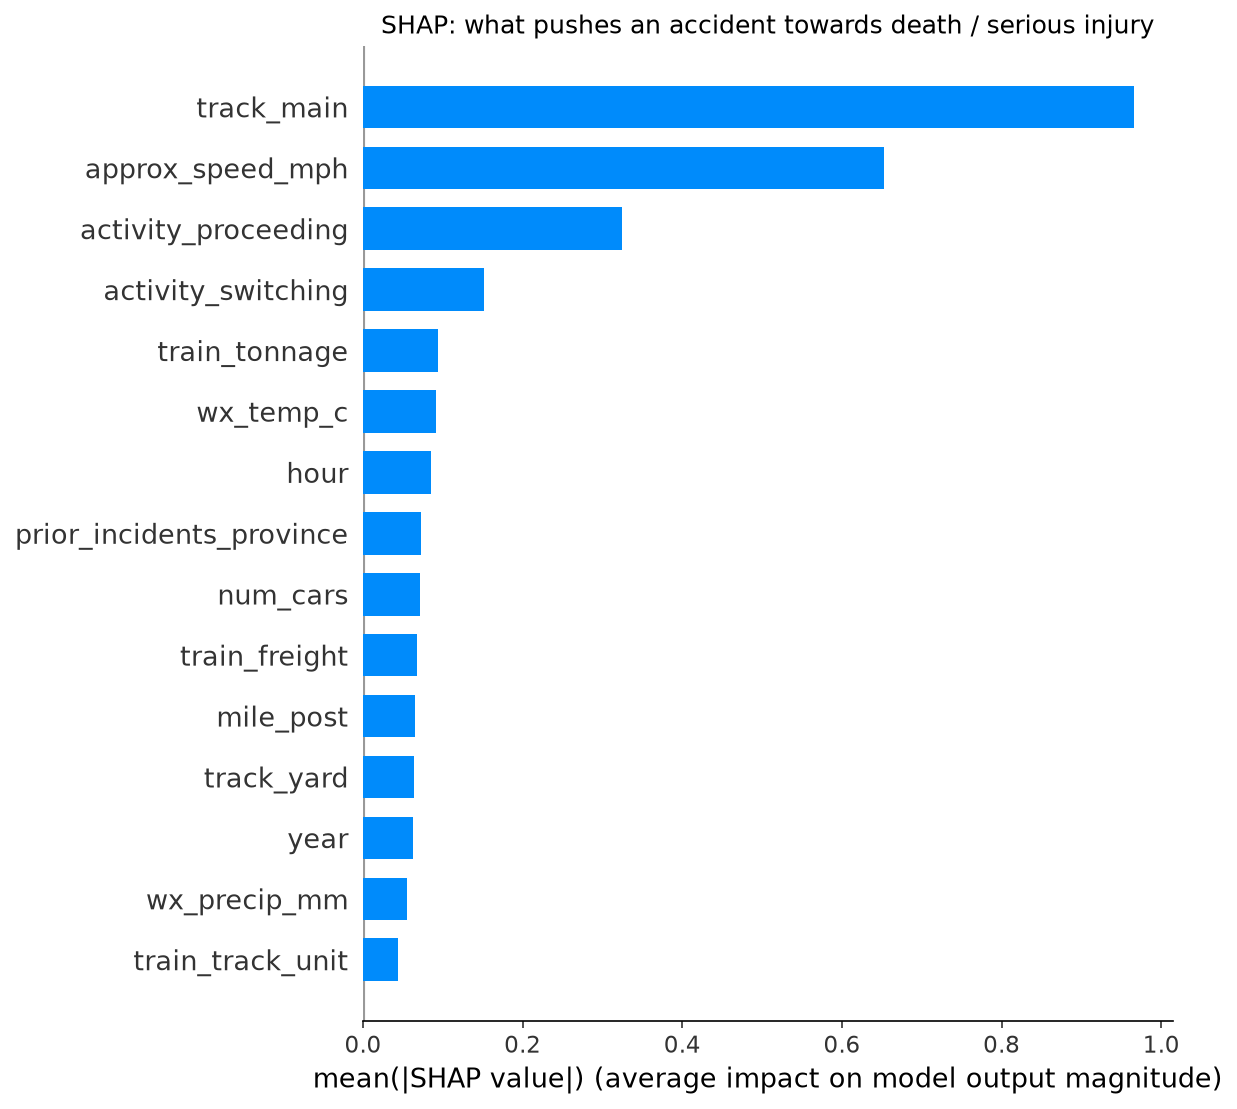 SHAP: what pushes an accident towards death / serious injury
track_main
approx_speed_mph
activity_proceeding
activity_switching
train_tonnage
wx_temp_c
hour
prior_incidents_province
num_cars
train_freight
mile_post
track_yard
year
wx_precip_mm
train_track_unit
0.0 0.2 0.4 0.6 0.8 1.0
mean(|SHAP value|) (average impact on model output magnitude)